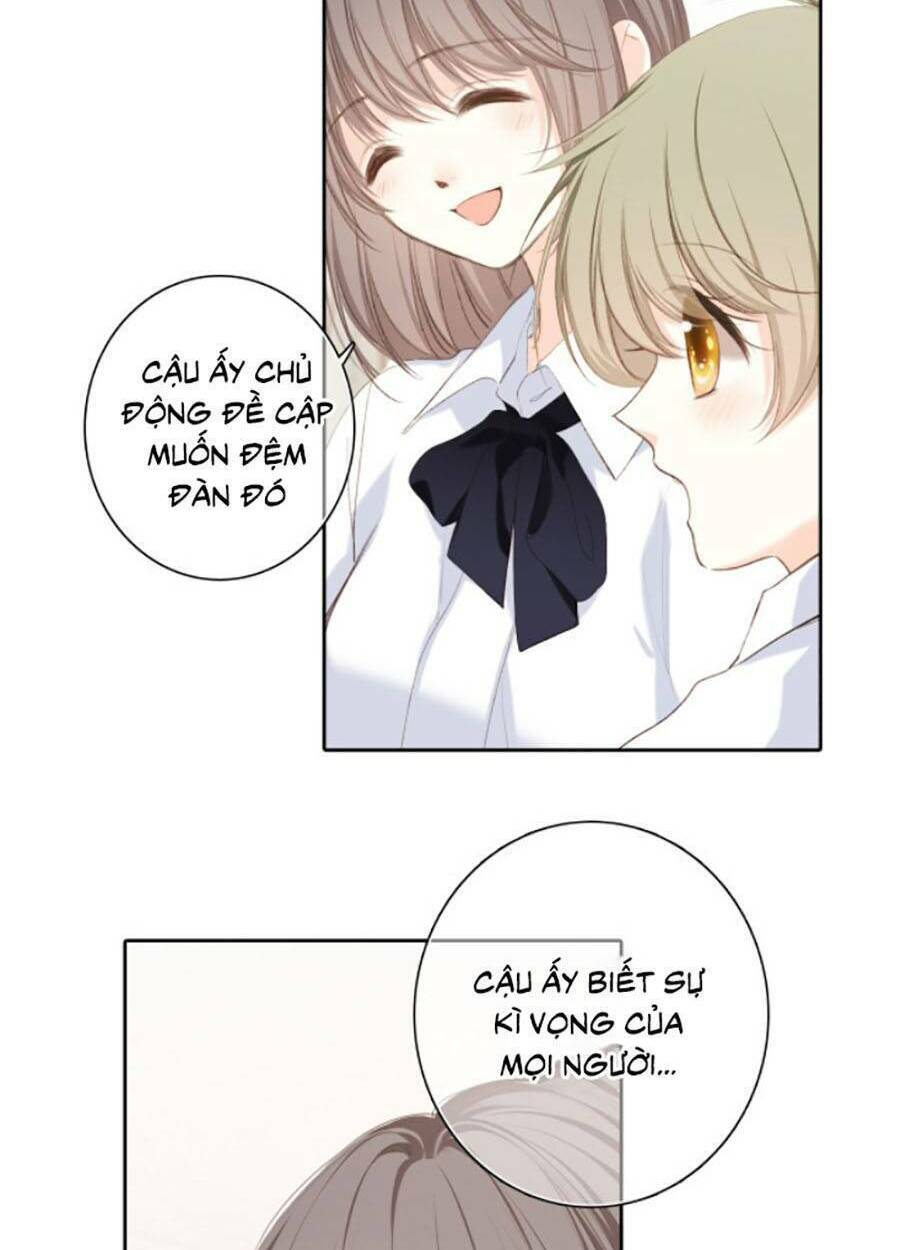 CẬU ẤY CHỦ
ĐỘNG ĐỀ CẬP
MUỐN ĐỆM
ĐÀN ĐÓ
CẬU ẤY BIẾT SỰ
KÌ VỌNG CỦA
MỌI NGƯỜI...